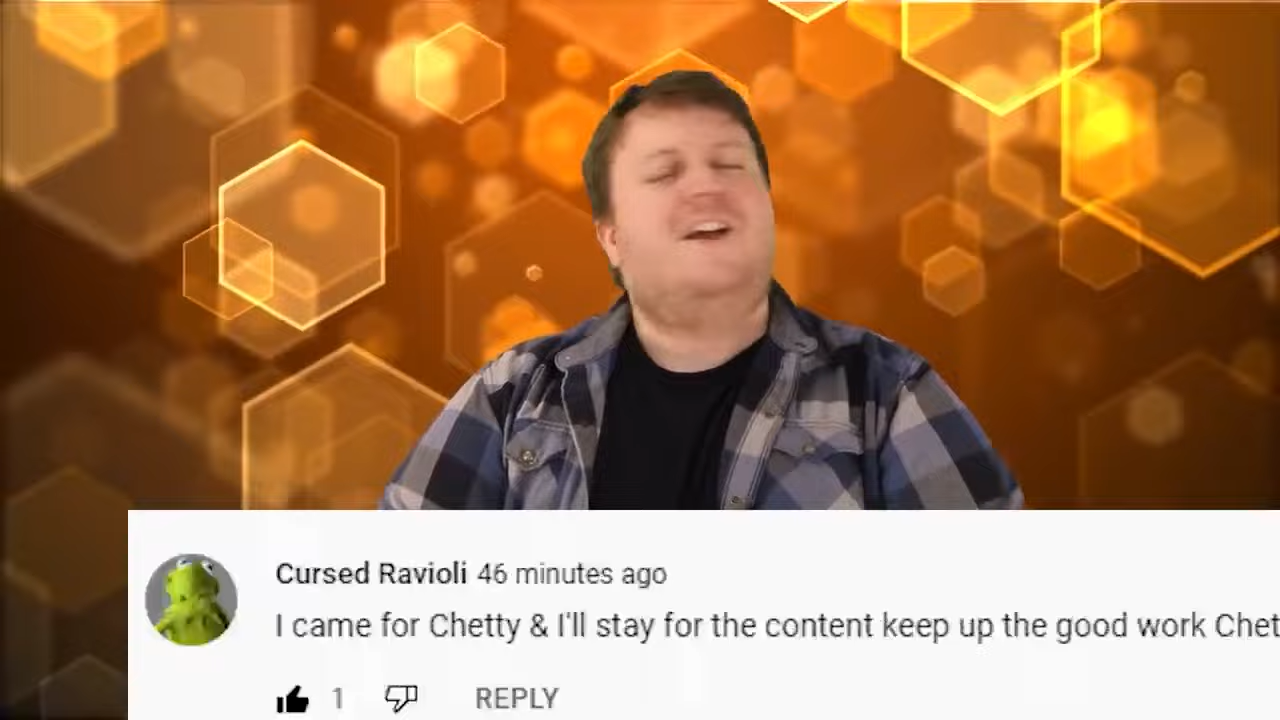 Cursed Ravioli 46 minutes ago
I came for Chetty & I'll stay for the content keep up the good work Chet
1 REPLY